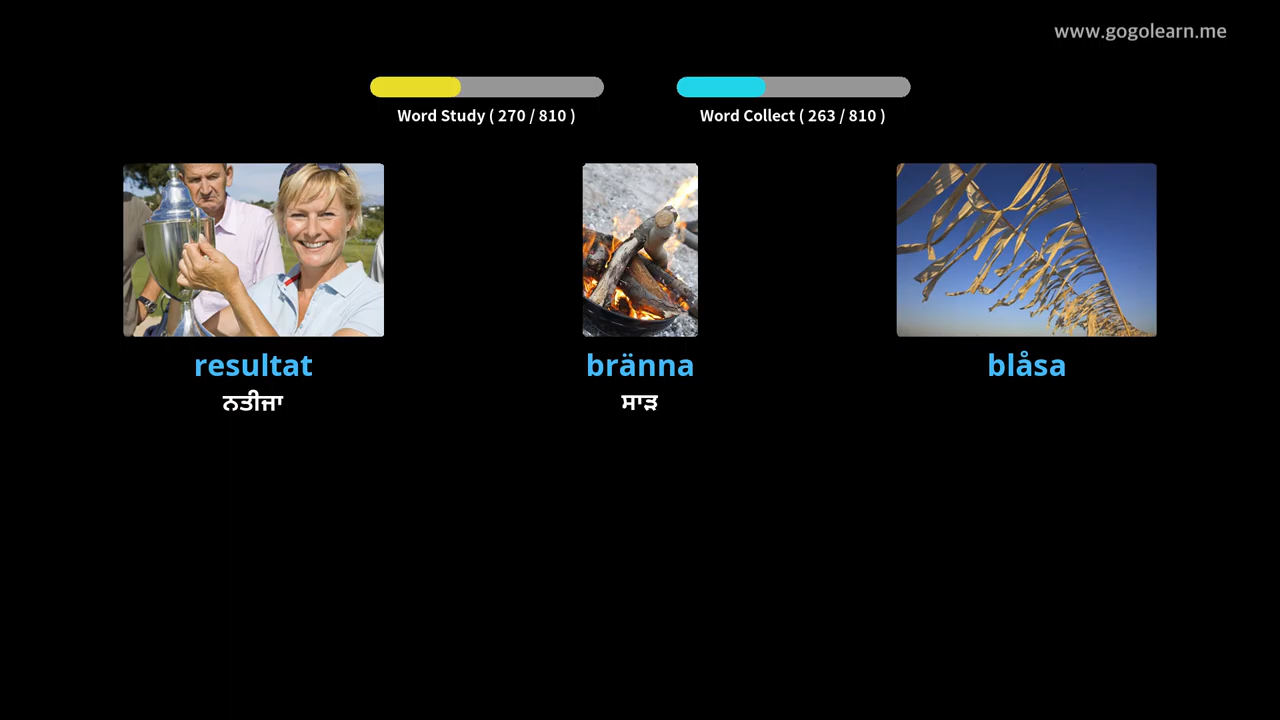 www.gogolearn.me
Word Study ( 270 / 810 )
Word Collect ( 263 / 810 )
resultat
bränna
blåsa
ਨਤੀਜਾ
ਸਾੜ